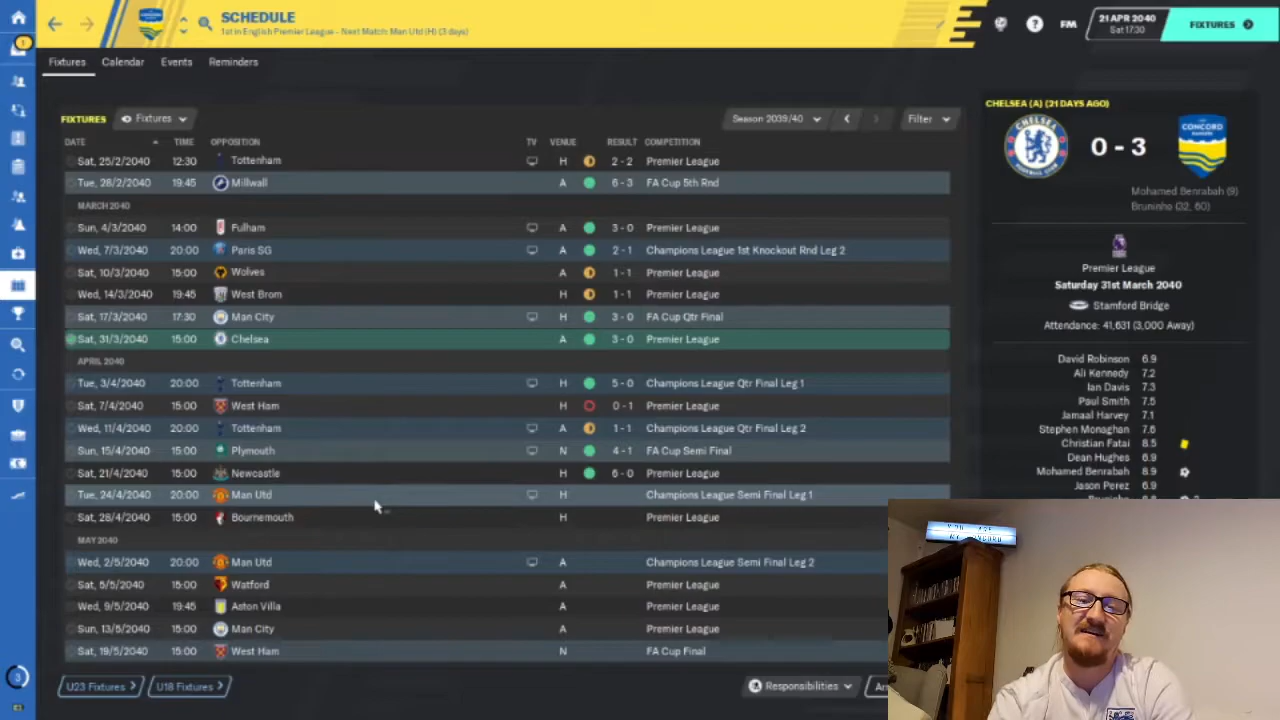 SCHEDULE
1st in English Premier League - Next Match: Man Utd (H) (3 days)
21 APR 2040
Sat 17:30
FIXTURES
FM
Fixtures Calendar Events Reminders
FIXTURES Fixtures Season 2039/40 Filter
DATE TIME OPPOSITION TV VENUE RESULT COMPETITION
Sat, 25/2/2040 12:30 Tottenham H 2 - 2 Premier League
Tue, 28/2/2040 19:45 Millwall A 6 - 3 FA Cup 5th Rnd
MARCH 2040
Sun, 4/3/2040 14:00 Fulham A 3 - 0 Premier League
Wed, 7/3/2040 20:00 Paris SG A 2 - 1 Champions League 1st Knockout Rnd Leg 2
Sat, 10/3/2040 15:00 Wolves A 1 - 1 Premier League
Wed, 14/3/2040 19:45 West Brom H 1 - 1 Premier League
Sat, 17/3/2040 17:30 Man City H 3 - 0 FA Cup Qtr Final
Sat, 31/3/2040 15:00 Chelsea A 3 - 0 Premier League
APRIL 2040
Tue, 3/4/2040 20:00 Tottenham H 5 - 0 Champions League Qtr Final Leg 1
Sat, 7/4/2040 15:00 West Ham H 0 - 1 Premier League
Wed, 11/4/2040 20:00 Tottenham A 1 - 1 Champions League Qtr Final Leg 2
Sun, 15/4/2040 15:00 Plymouth N 4 - 1 FA Cup Semi Final
Sat, 21/4/2040 15:00 Newcastle H 6 - 0 Premier League
Tue, 24/4/2040 20:00 Man Utd H Champions League Semi Final Leg 1
Sat, 28/4/2040 15:00 Bournemouth H Premier League
MAY 2040
Wed, 2/5/2040 20:00 Man Utd A Champions League Semi Final Leg 2
Sat, 5/5/2040 15:00 Watford A Premier League
Wed, 9/5/2040 19:45 Aston Villa A Premier League
Sun, 13/5/2040 15:00 Man City A Premier League
Sat, 19/5/2040 15:00 West Ham N FA Cup Final
U23 Fixtures U18 Fixtures Responsibilities
CHELSEA (A) (21 DAYS AGO)
CHELSEA
CONCORD
0 - 3
Mohamed Benrabah (9)
Bruninho (32, 60)
Premier League
Saturday 31st March 2040
Stamford Bridge
Attendance: 41,631 (3,000 Away)
David Robinson 6.9
Ali Kennedy 7.2
Ian Davis 7.3
Paul Smith 7.5
Jamaal Harvey 7.1
Stephen Monaghan 7.6
Christian Fatai 8.5
Dean Hughes 6.9
Mohamed Benrabah 8.9
Jason Perez 6.9